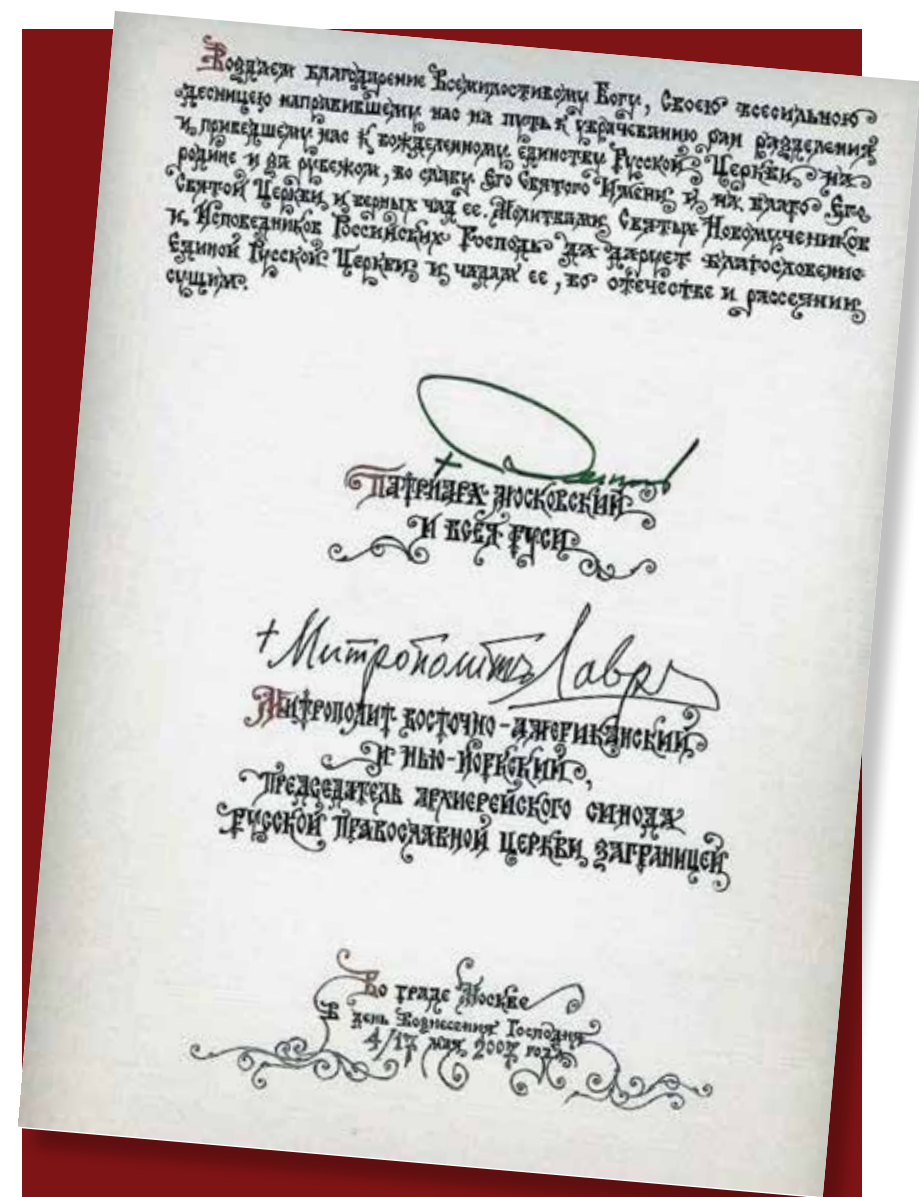 Воздаем благодарение Всемилостивому Богу, Своею всесильною
десницею направившему нас на путь к уврачеванию ран разделения
и приведшему нас к вожделенному единству Русской Церкви на
родине и за рубежом, во славу Его Святого Имени и на благо Его
Святой Церкви и верных чад ее. Молитвами Святых Новомучеников
и Исповедников Российских Господь да дарует благословение
Единой Русской Церкви и чадам ее, во отечестве и рассеянии
сущим.
+
Патриарх Московский
и всея Руси
+ Митрополитъ Лавръ
Митрополит Восточно-Американский
и Нью-Йоркский,
Председатель Архиерейского Синода
Русской Православной Церкви Заграницей
Во граде Москве
В день Вознесения Господня
4/17 мая 2007 года